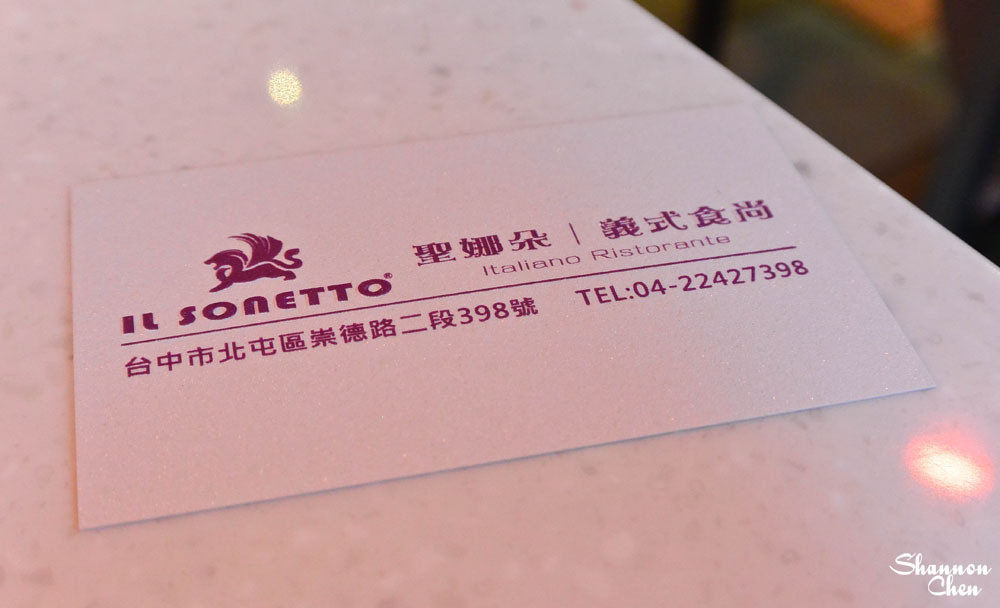 IL SONETTO®
聖娜朵｜義式食尚
Italiano Ristorante
台中市北屯區崇德路二段398號 TEL:04-22427398
Shannon
Chen